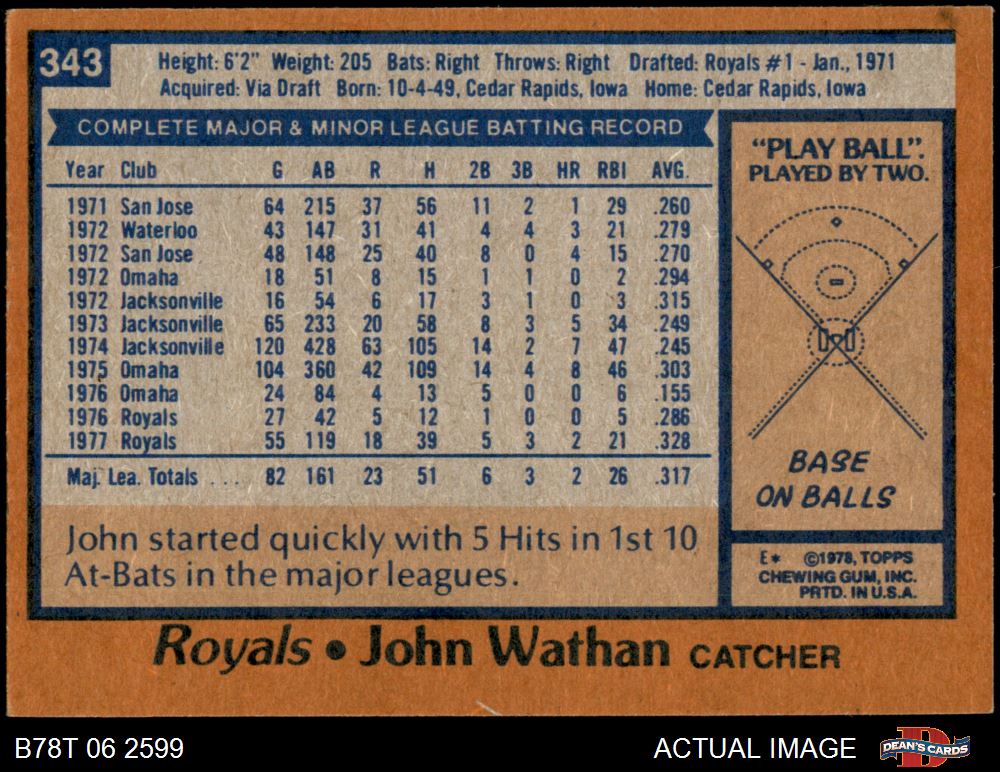 343
Height: 6'2" Weight: 205 Bats: Right Throws: Right Drafted: Royals #1 - Jan., 1971
Acquired: Via Draft Born: 10-4-49, Cedar Rapids, Iowa Home: Cedar Rapids, Iowa
COMPLETE MAJOR & MINOR LEAGUE BATTING RECORD
Year Club G AB R H 2B 3B HR RBI AVG.
1971 San Jose 64 215 37 56 11 2 1 29 .260
1972 Waterloo 43 147 31 41 4 4 3 21 .279
1972 San Jose 48 148 25 40 8 0 4 15 .270
1972 Omaha 18 51 8 15 1 1 0 2 .294
1972 Jacksonville 16 54 6 17 3 1 0 3 .315
1973 Jacksonville 65 233 20 58 8 3 5 34 .249
1974 Jacksonville 120 428 63 105 14 2 7 47 .245
1975 Omaha 104 360 42 109 14 4 8 46 .303
1976 Omaha 24 84 4 13 5 0 0 6 .155
1976 Royals 27 42 5 12 1 0 0 5 .286
1977 Royals 55 119 18 39 5 3 2 21 .328
Maj. Lea. Totals ... 82 161 23 51 6 3 2 26 .317
John started quickly with 5 Hits in 1st 10
At-Bats in the major leagues.
"PLAY BALL".
PLAYED BY TWO.
BASE
ON BALLS
E* ©1978, TOPPS
CHEWING GUM, INC.
PRTD. IN U.S.A.
Royals • John Wathan CATCHER
B78T 06 2599 ACTUAL IMAGE
D
DEAN'S CARDS